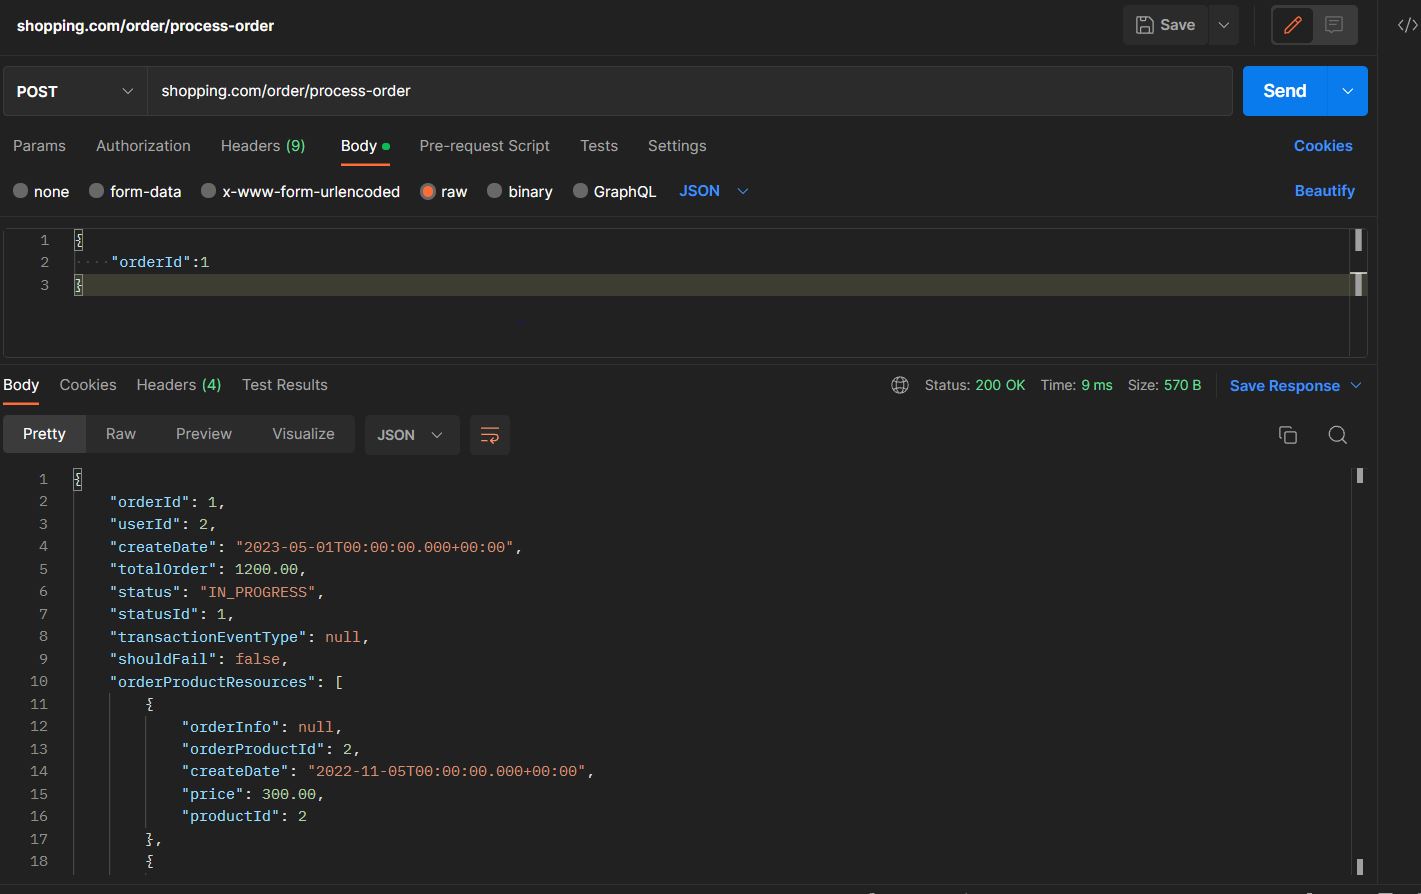 shopping.com/order/process-order
Save
POST
shopping.com/order/process-order
Send
Params Authorization Headers (9) Body Pre-request Script Tests Settings Cookies
none form-data x-www-form-urlencoded raw binary GraphQL JSON Beautify
1 {
2 ····"orderId":1
3 }
Body Cookies Headers (4) Test Results Status: 200 OK Time: 9 ms Size: 570 B Save Response
Pretty Raw Preview Visualize JSON
1 {
2 "orderId": 1,
3 "userId": 2,
4 "createDate": "2023-05-01T00:00:00.000+00:00",
5 "totalOrder": 1200.00,
6 "status": "IN_PROGRESS",
7 "statusId": 1,
8 "transactionEventType": null,
9 "shouldFail": false,
10 "orderProductResources": [
11 {
12 "orderInfo": null,
13 "orderProductId": 2,
14 "createDate": "2022-11-05T00:00:00.000+00:00",
15 "price": 300.00,
16 "productId": 2
17 },
18 {